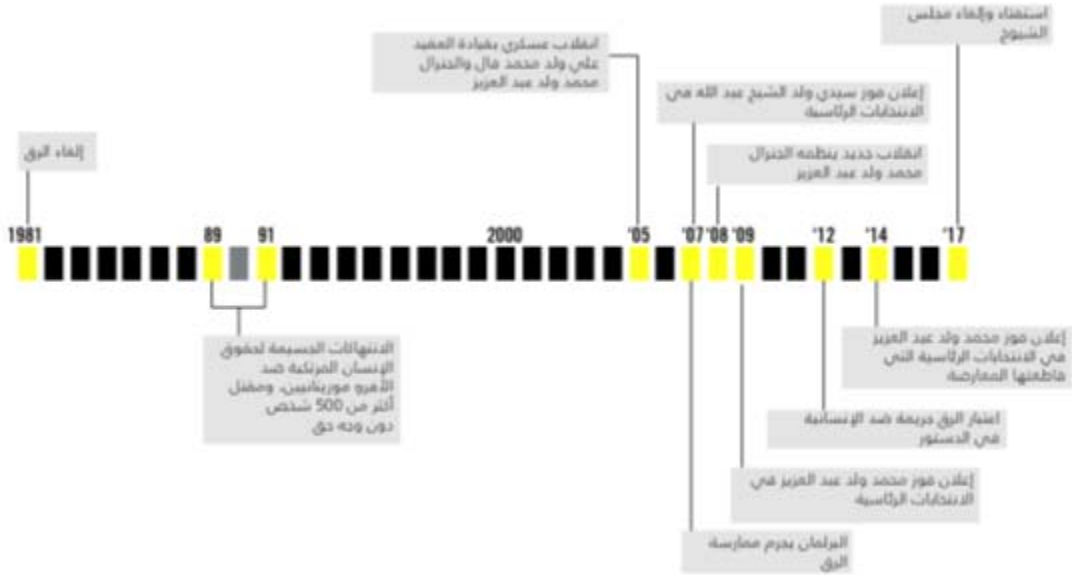 استفتاء وإلغاء مجلس
الشيوخ
انقلاب عسكري بقيادة العقيد
علي ولد محمد فال والجنرال
محمد ولد عبد العزيز
إعلان فوز سيدي ولد الشيخ عبد الله في
الانتخابات الرئاسية
إلغاء الرق
انقلاب جديد ينظمه الجنرال
محمد ولد عبد العزيز
1981 89 91 2000 '05 '07 '08 '09 '12 '14 '17
الانتهاكات الجسيمة لحقوق
الإنسان المرتكبة ضد
الأفرو موريتانيين، ومقتل
أكثر من 500 شخص
دون وجه حق
إعلان فوز محمد ولد عبد العزيز
في الانتخابات الرئاسية التي
قاطعتها المعارضة
اعتبار الرق جريمة ضد الإنسانية
في الدستور
إعلان فوز محمد ولد عبد العزيز في
الانتخابات الرئاسية
البرلمان يجرم ممارسة
الرق